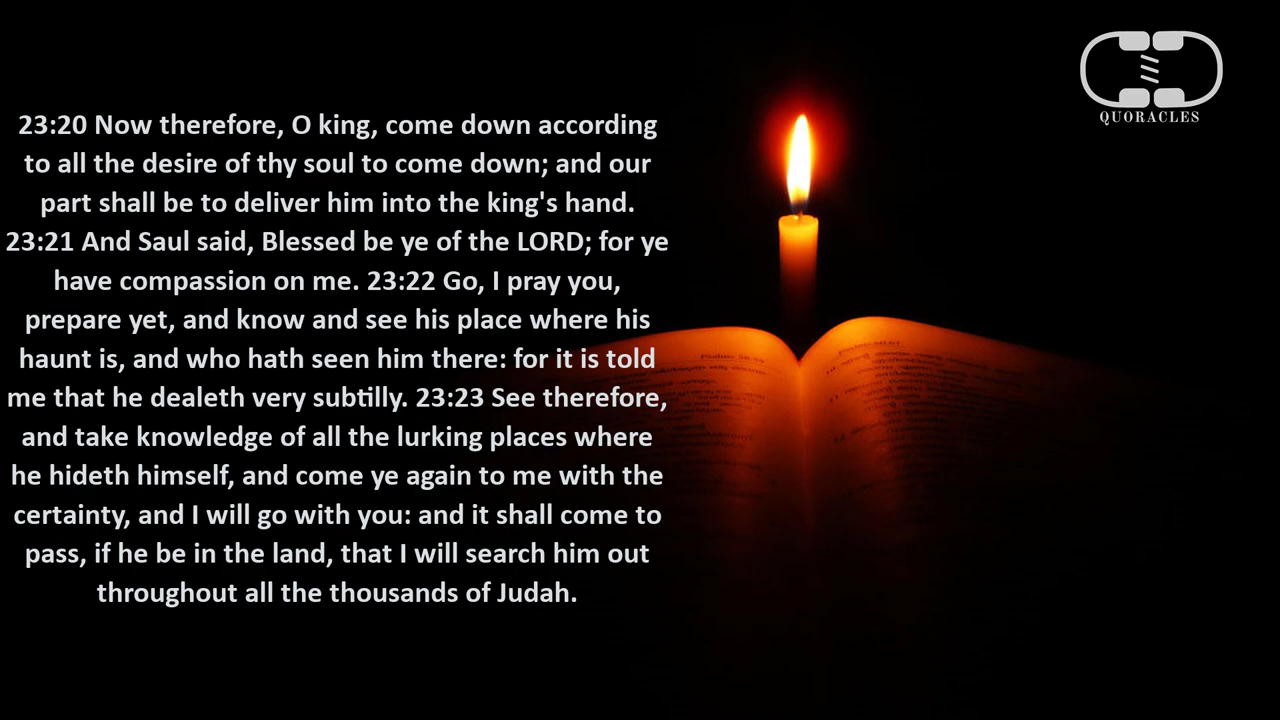 23:20 Now therefore, O king, come down according
to all the desire of thy soul to come down; and our
part shall be to deliver him into the king's hand.
23:21 And Saul said, Blessed be ye of the LORD; for ye
have compassion on me. 23:22 Go, I pray you,
prepare yet, and know and see his place where his
haunt is, and who hath seen him there: for it is told
me that he dealeth very subtilly. 23:23 See therefore,
and take knowledge of all the lurking places where
he hideth himself, and come ye again to me with the
certainty, and I will go with you: and it shall come to
pass, if he be in the land, that I will search him out
throughout all the thousands of Judah.
QUORACLES